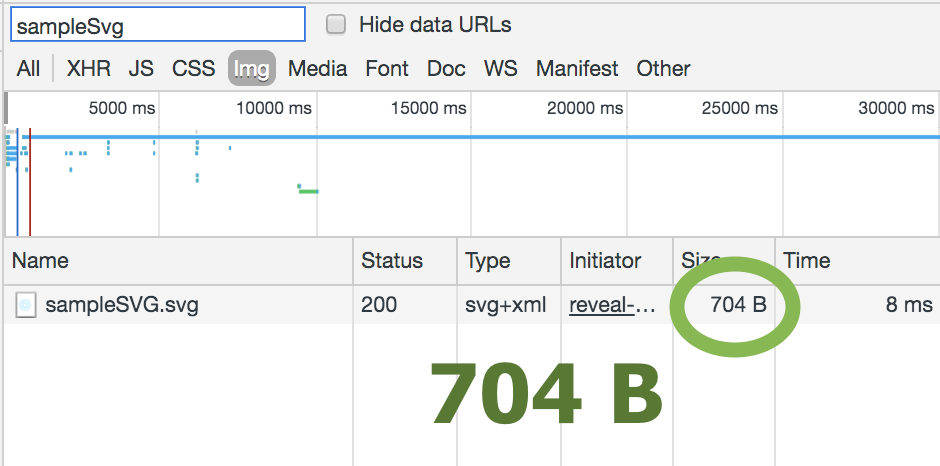 sampleSvg Hide data URLs
All XHR JS CSS Img Media Font Doc WS Manifest Other
5000 ms 10000 ms 15000 ms 20000 ms 25000 ms 30000 ms
Name Status Type Initiator Size Time
sampleSVG.svg 200 svg+xml reveal-… 704 B 8 ms
704 B